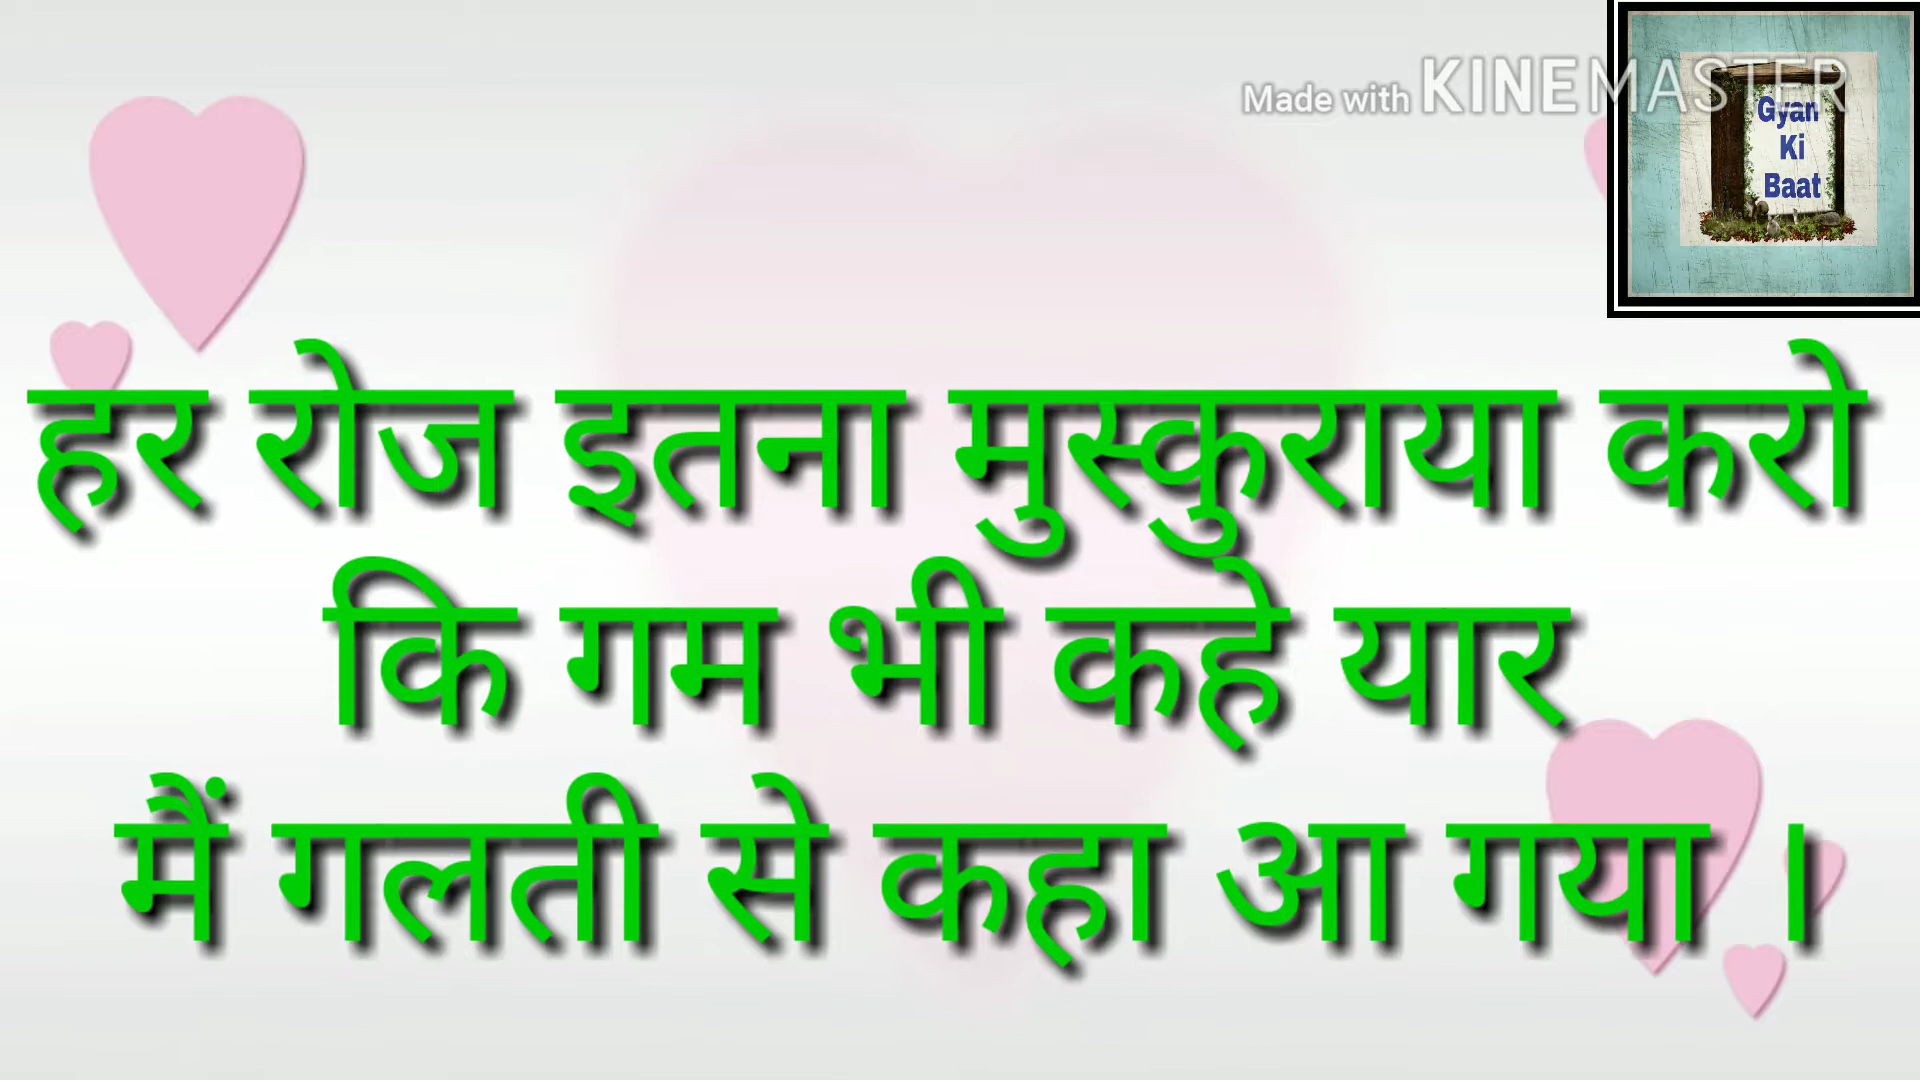 Made with KINEMASTER
Gyan
Ki
Baat
हर रोज इतना मुस्कुराया करो
कि गम भी कहे यार
मैं गलती से कहा आ गया ।